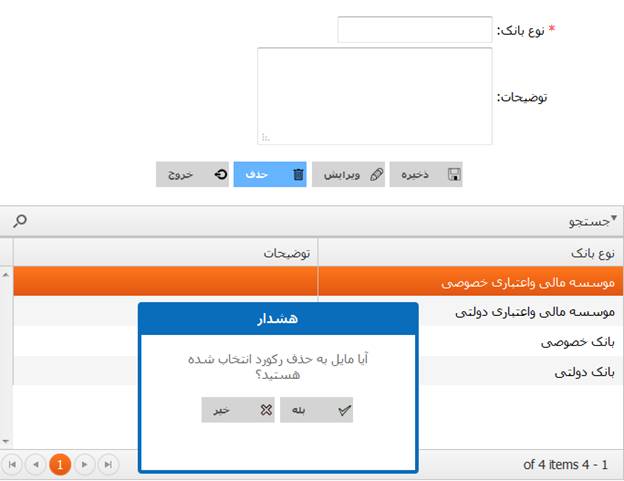 * نوع بانک:
توضیحات:
ذخیره ویرایش حذف خروج
جستجو
نوع بانک توضیحات
موسسه مالی واعتباری خصوصی
موسسه مالی واعتباری دولتی
بانک خصوصی
بانک دولتی
هشدار
آیا مایل به حذف رکورد انتخاب شده
هستید؟
بله خیر
1
of 4 items 4 - 1